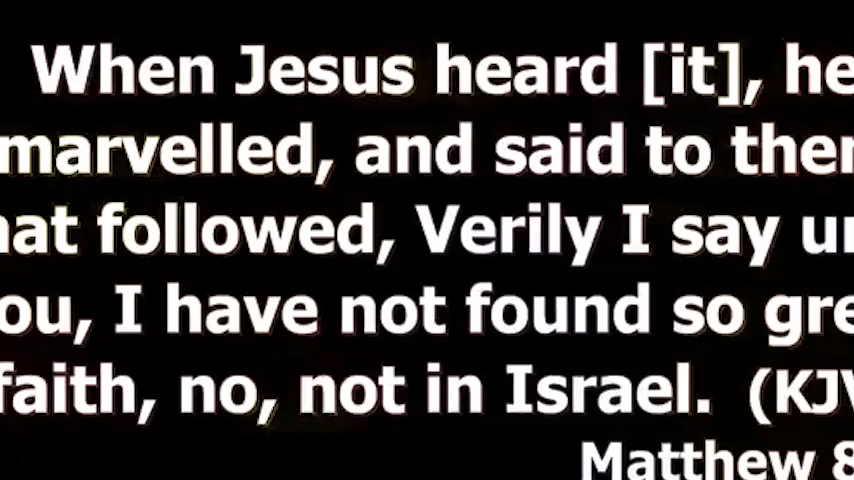 When Jesus heard [it], he
marvelled, and said to them
hat followed, Verily I say un
ou, I have not found so gre
faith, no, not in Israel. (KJV
Matthew 8